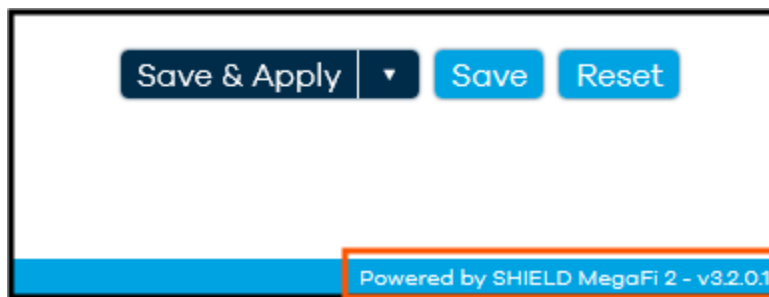 Save & Apply ▼ Save Reset
Powered by SHIELD MegaFi 2 - v3.2.0.1